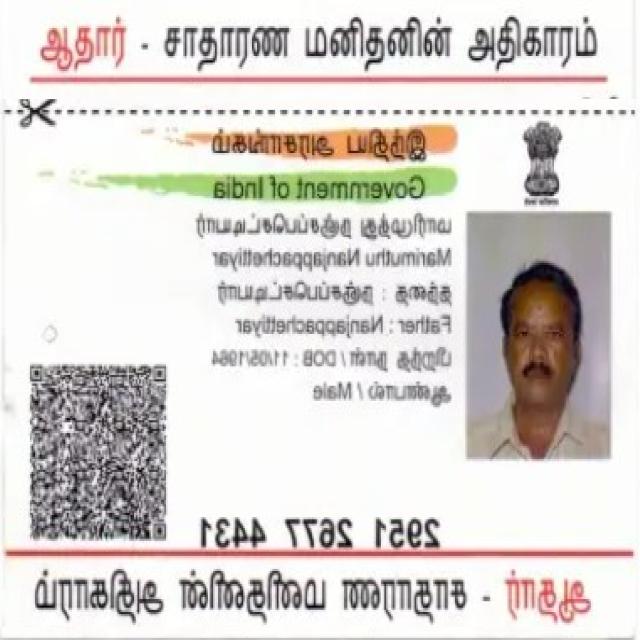 ஆதார் - சாதாரண மனிதனின் அதிகாரம்
இந்திய அரசாங்கம்
Government of India
மாரிமுத்து நஞ்சப்பசெட்டியார்
Marimuthu Nanjappachettiyar
தந்தை : நஞ்சப்பசெட்டியார்
Father : Nanjappachettiyar
பிறந்த நாள் / DOB : 11/05/1964
ஆண்பால் / Male
2951 2677 4431
ஆதார் - சாதாரண மனிதனின் அதிகாரம்